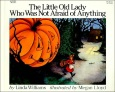 The Little Old Lady
Who Was Not Afraid of Anything
by Linda Williams illustrated by Megan Lloyd